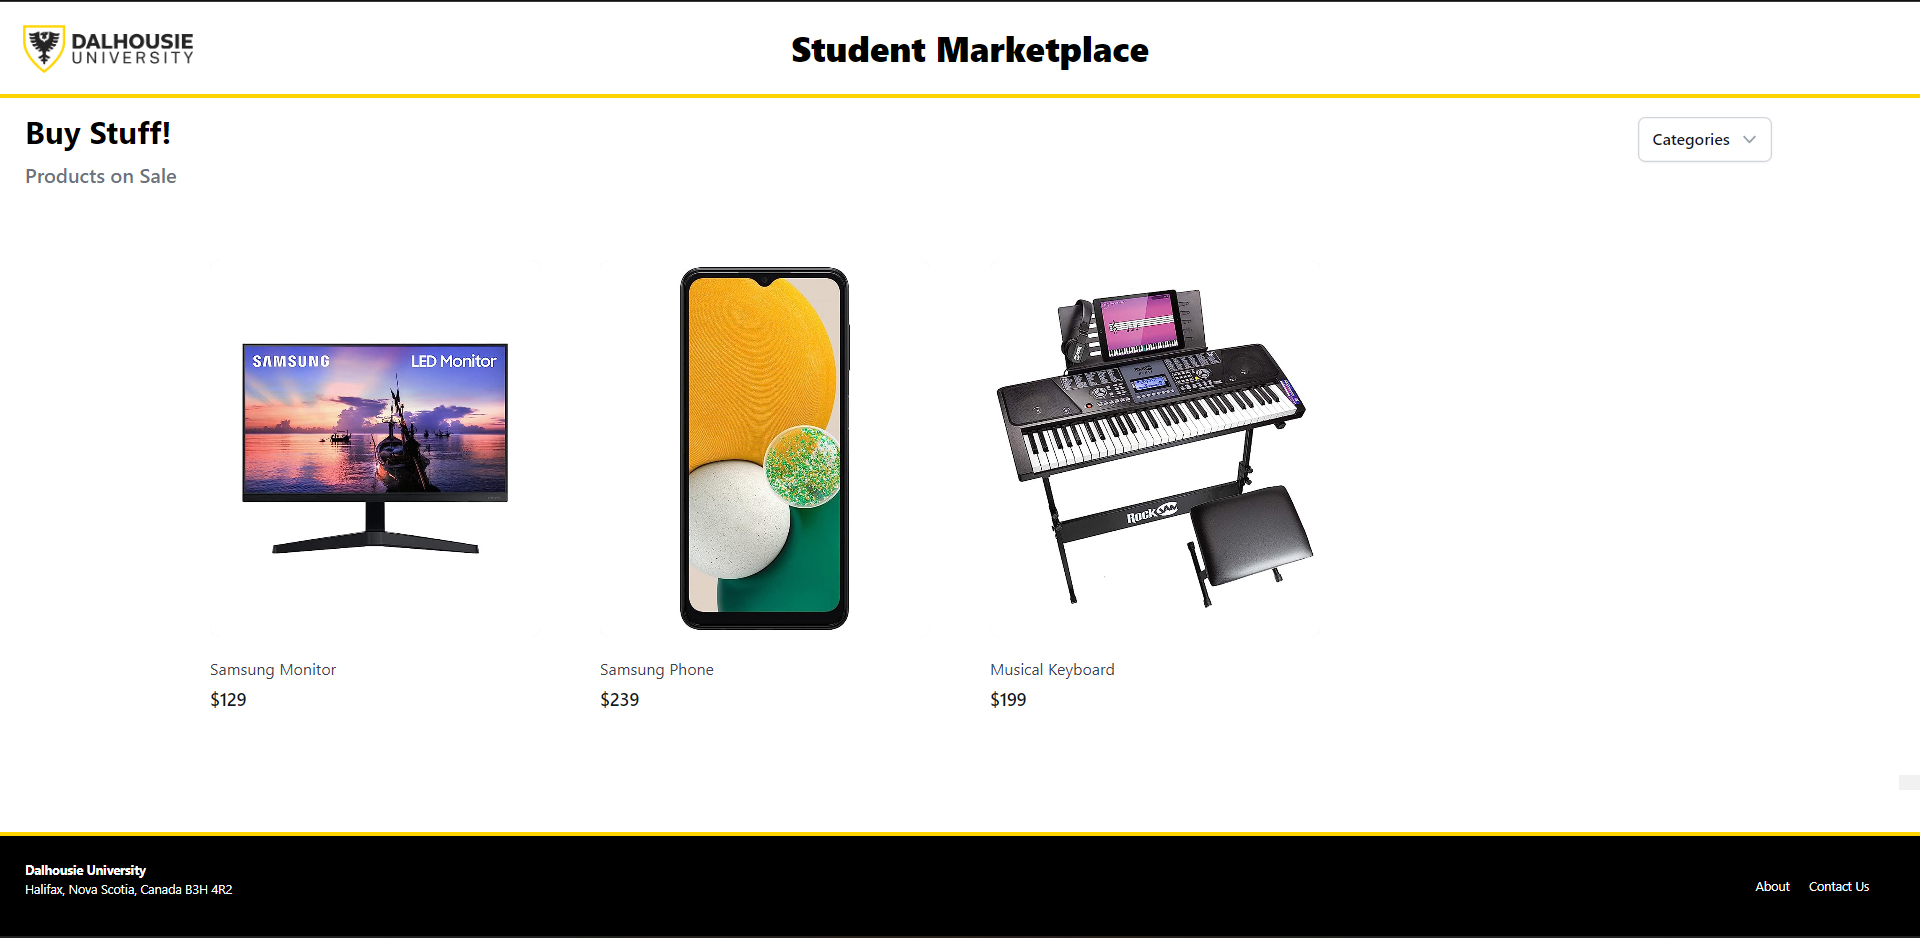 DALHOUSIE
UNIVERSITY
Student Marketplace
Buy Stuff!
Categories
Products on Sale
SAMSUNG LED Monitor
ROCKJAM
Samsung Monitor
$129
Samsung Phone
$239
Musical Keyboard
$199
Dalhousie University
Halifax, Nova Scotia, Canada B3H 4R2
About Contact Us